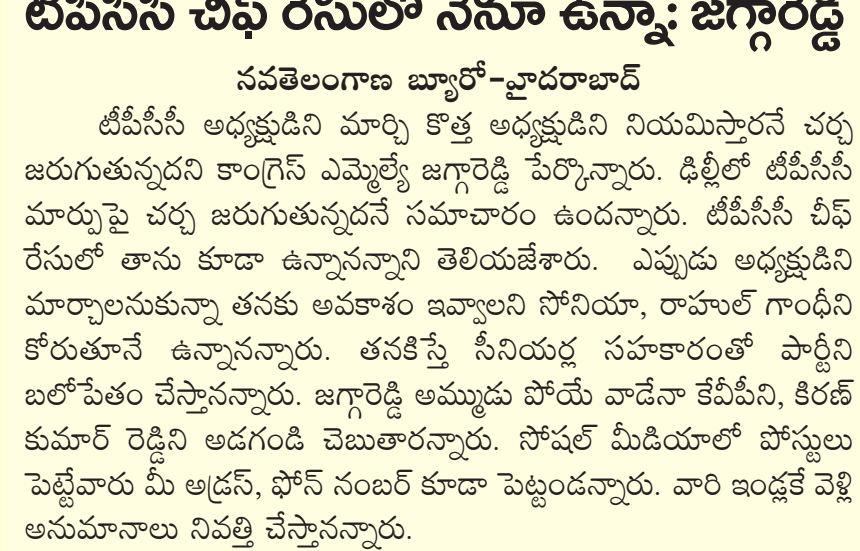 టీపీసీసీ చీఫ్ రేసులో నేనూ ఉన్నా: జగ్గారెడ్డి
నవతెలంగాణ బ్యూరో-హైదరాబాద్
టీపీసీసీ అధ్యక్షుడిని మార్చి కొత్త అధ్యక్షుడిని నియమిస్తారనే చర్చ
జరుగుతున్నదని కాంగ్రెస్ ఎమ్మెల్యే జగ్గారెడ్డి పేర్కొన్నారు. ఢిల్లీలో టీపీసీసీ
మార్పుపై చర్చ జరుగుతున్నదనే సమాచారం ఉందన్నారు. టీపీసీసీ చీఫ్
రేసులో తాను కూడా ఉన్నానన్నాని తెలియజేశారు. ఎప్పుడు అధ్యక్షుడిని
మార్చాలనుకున్నా తనకు అవకాశం ఇవ్వాలని సోనియా, రాహుల్ గాంధీని
కోరుతూనే ఉన్నానన్నారు. తనకిస్తే సీనియర్ల సహకారంతో పార్టీని
బలోపేతం చేస్తానన్నారు. జగ్గారెడ్డి అమ్ముడు పోయే వాడేనా కేవీపీని, కిరణ్
కుమార్ రెడ్డిని అడగండి చెబుతారన్నారు. సోషల్ మీడియాలో పోస్టులు
పెట్టేవారు మీ అడ్రస్, ఫోన్ నంబర్ కూడా పెట్టండన్నారు. వారి ఇండ్లకే వెళ్లి
అనుమానాలు నివత్తి చేస్తానన్నారు.